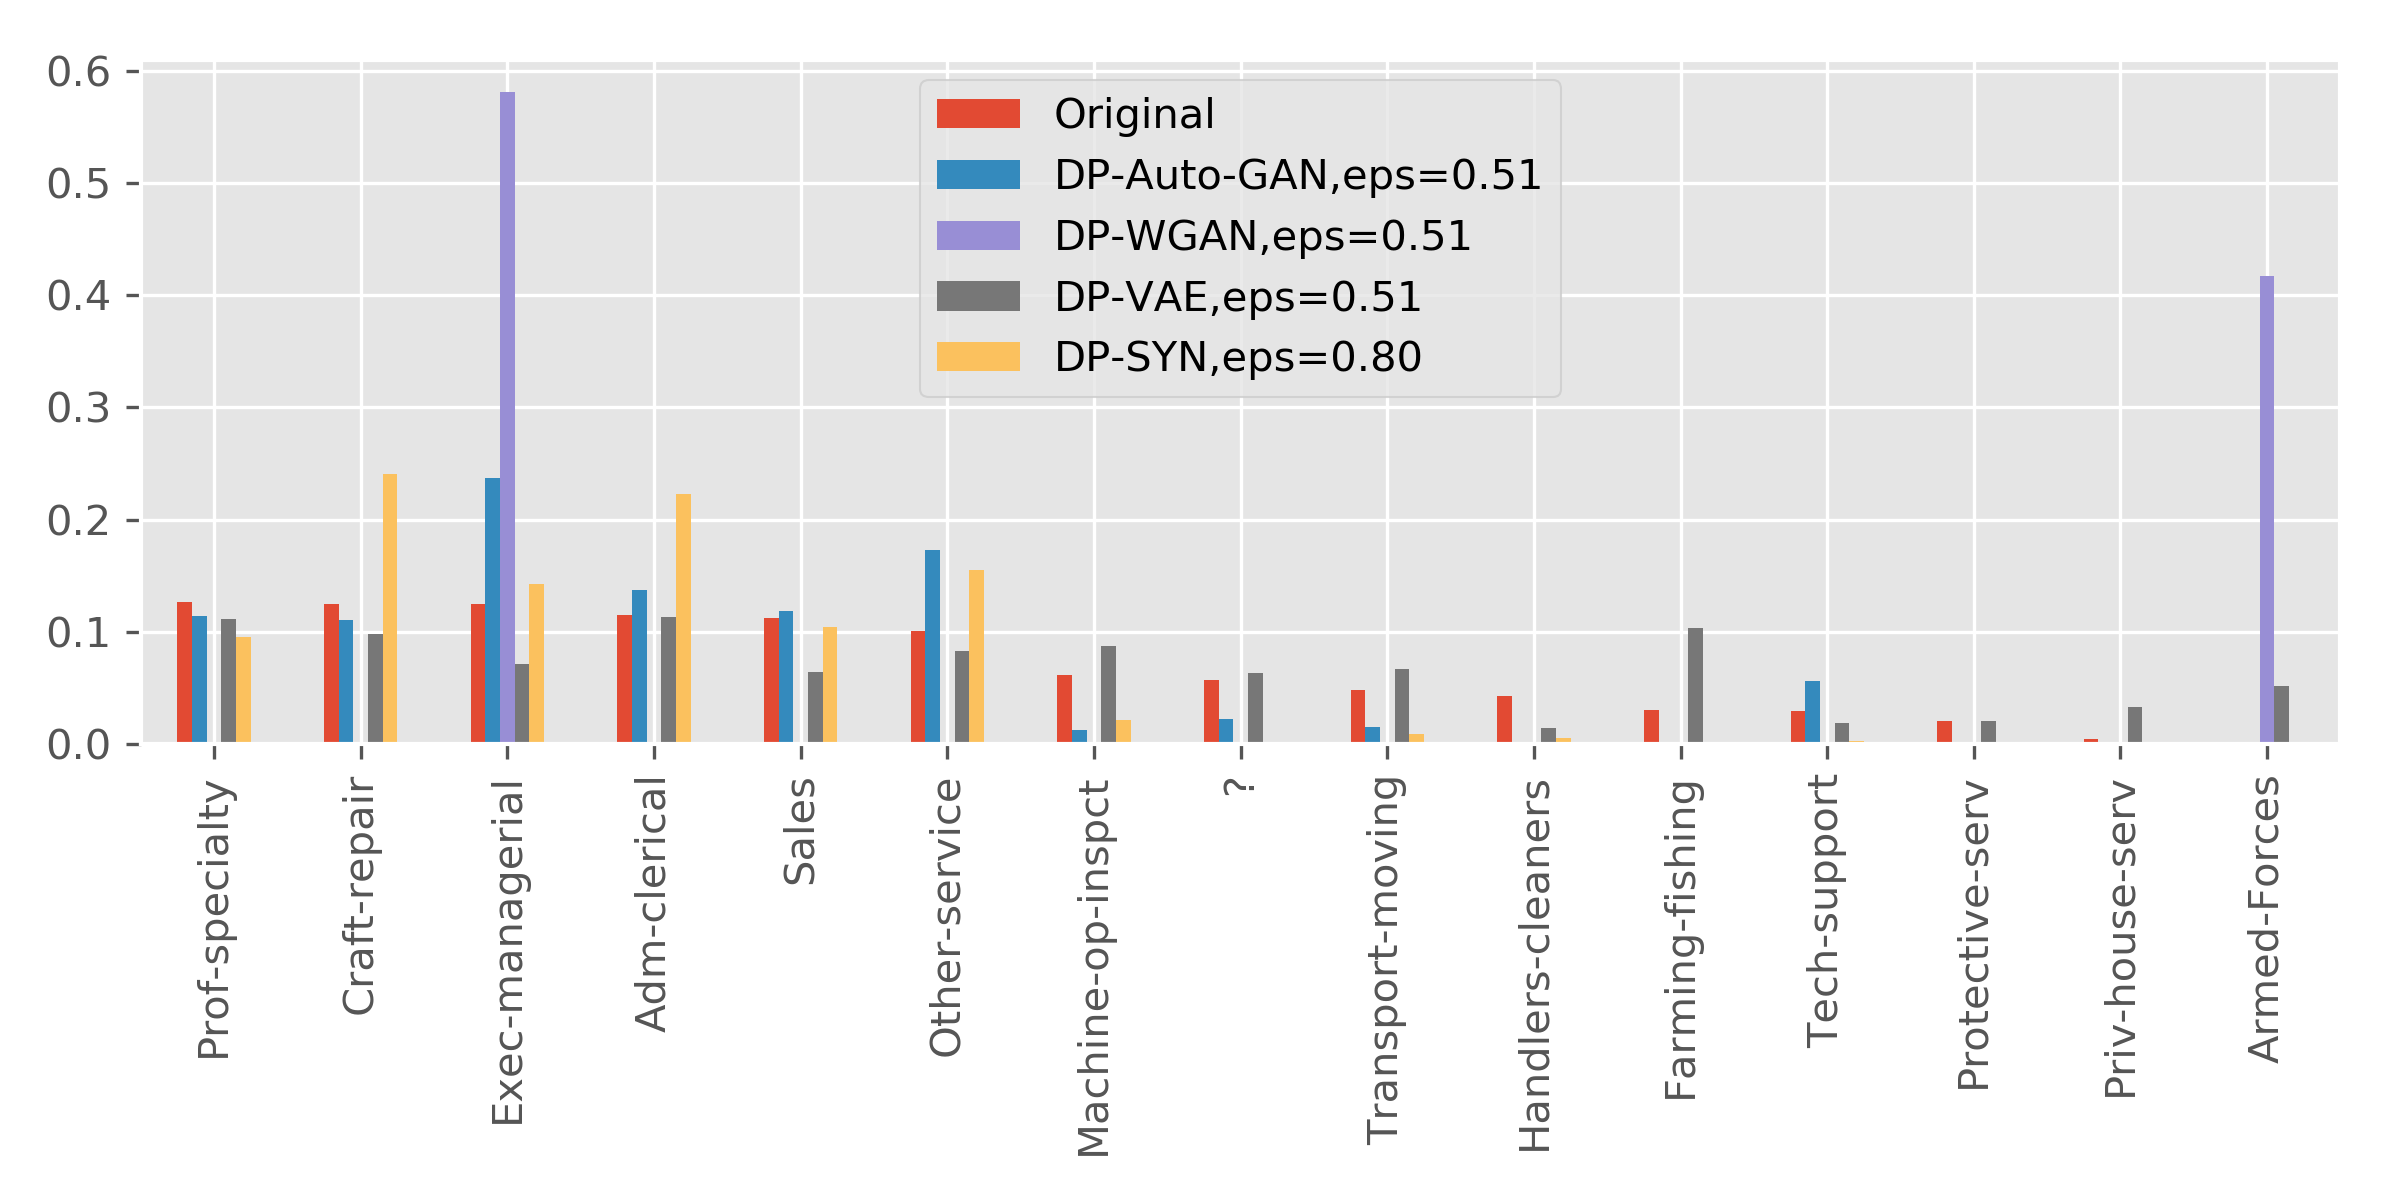 0.6
0.5
0.4
0.3
0.2
0.1
0.0
Original
DP-Auto-GAN,eps=0.51
DP-WGAN,eps=0.51
DP-VAE,eps=0.51
DP-SYN,eps=0.80
Prof-specialty
Craft-repair
Exec-managerial
Adm-clerical
Sales
Other-service
Machine-op-inspct
?
Transport-moving
Handlers-cleaners
Farming-fishing
Tech-support
Protective-serv
Priv-house-serv
Armed-Forces